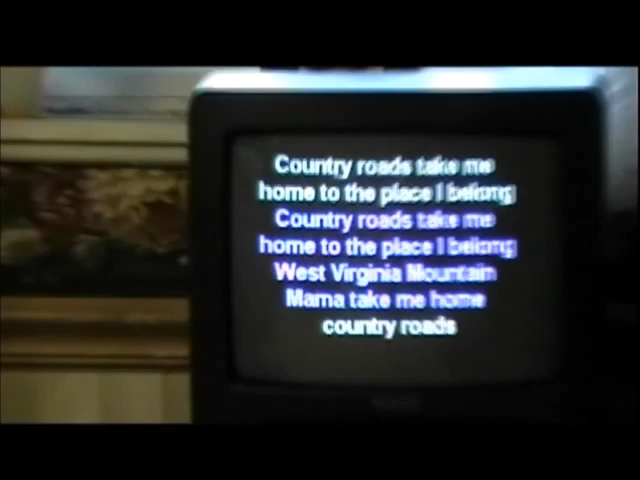 Country roads take me
home to the place I belong
Country roads take me
home to the place I belong
West Virginia Mountain
Mama take me home
country roads